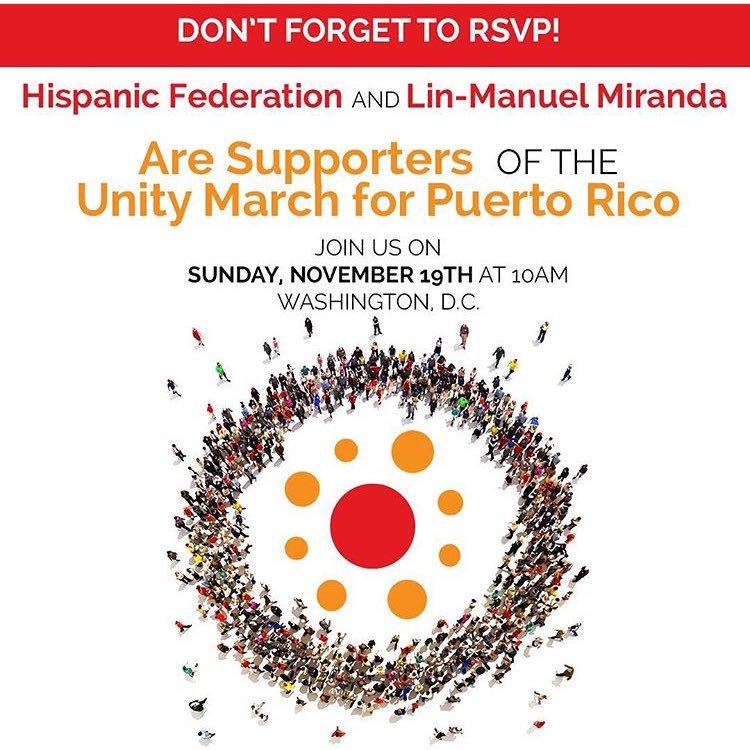 DON'T FORGET TO RSVP!
Hispanic Federation AND Lin-Manuel Miranda
Are Supporters OF THE
Unity March for Puerto Rico
JOIN US ON
SUNDAY, NOVEMBER 19TH AT 10AM
WASHINGTON, D.C.